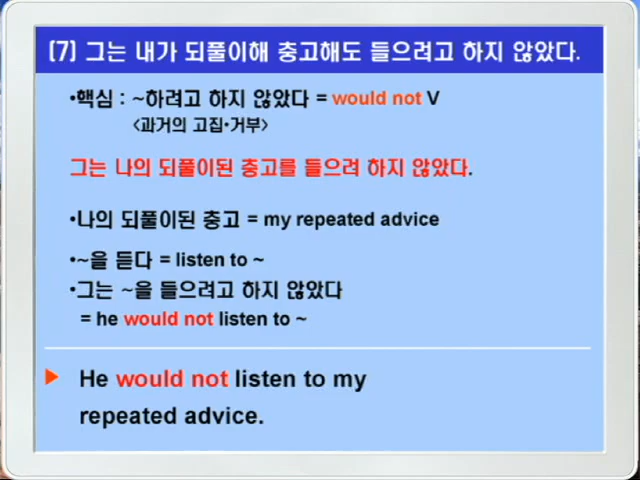 [7] 그는 내가 되풀이해 충고해도 들으려고 하지 않았다.
•핵심 : ~하려고 하지 않았다 = would not V
<과거의 고집•거부>
그는 나의 되풀이된 충고를 들으려 하지 않았다.
•나의 되풀이된 충고 = my repeated advice
•~을 듣다 = listen to ~
•그는 ~을 들으려고 하지 않았다
= he would not listen to ~
▶ He would not listen to my
repeated advice.